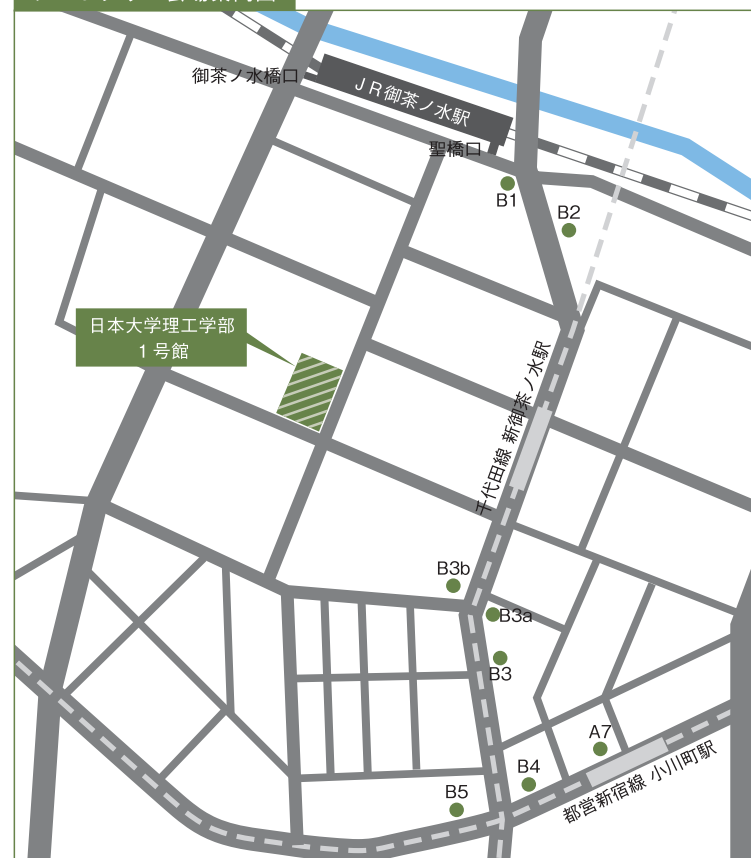 御茶ノ水橋口
JR御茶ノ水駅
聖橋口
B1
B2
日本大学理工学部
1号館
千代田線 新御茶ノ水駅
B3b
B3a
B3
A7
B4
B5
都営新宿線 小川町駅